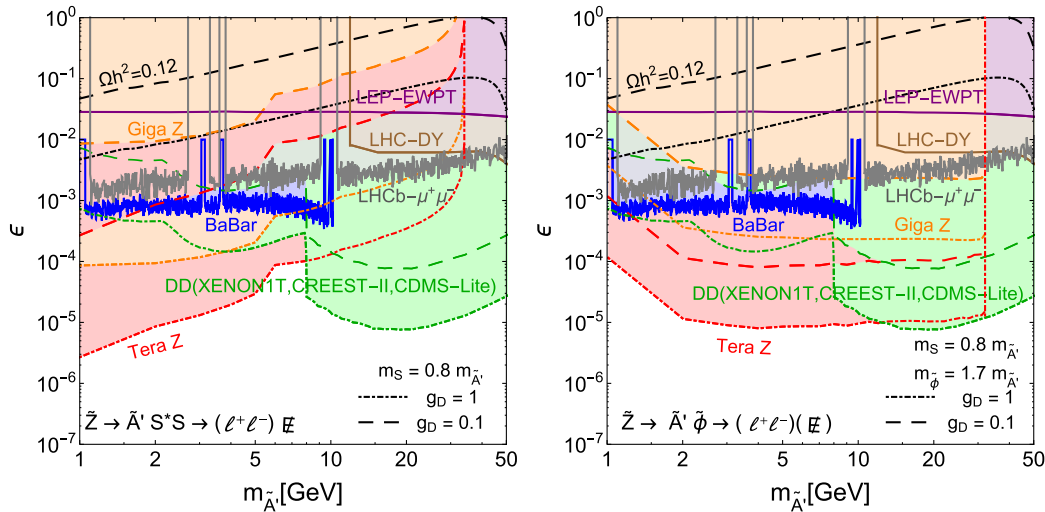 10⁰
10⁻¹
10⁻²
10⁻³
10⁻⁴
10⁻⁵
10⁻⁶
10⁻⁷
ϵ
Ωh²=0.12
LEP-EWPT
Giga Z
LHC-DY
LHCb-μ⁺μ⁻
BaBar
DD(XENON1T,CREEST-II,CDMS-Lite)
Tera Z
m_S = 0.8 m_Ã'
g_D = 1
Z̃ → Ã' S*S → (ℓ⁺ℓ⁻) E̸
g_D = 0.1
1 2 5 10 20 50
m_Ã'[GeV]
10⁰
10⁻¹
10⁻²
10⁻³
10⁻⁴
10⁻⁵
10⁻⁶
10⁻⁷
ϵ
Ωh²=0.12
LEP-EWPT
LHC-DY
LHCb-μ⁺μ⁻
BaBar
Giga Z
DD(XENON1T,CREEST-II,CDMS-Lite)
Tera Z
m_S = 0.8 m_Ã'
m_ϕ̃ = 1.7 m_Ã'
g_D = 1
Z̃ → Ã' ϕ̃ → (ℓ⁺ℓ⁻)(E̸)
g_D = 0.1
1 2 5 10 20 50
m_Ã'[GeV]